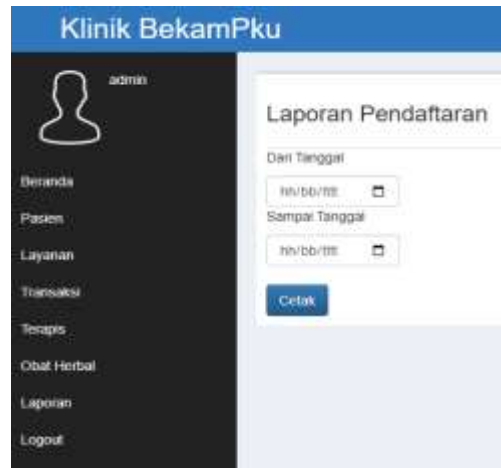 Klinik BekamPku
admin
Beranda
Pasien
Layanan
Transaksi
Terapis
Obat Herbal
Laporan
Logout
Laporan Pendaftaran
Dari Tanggal
hh/bb/tttt
Sampai Tanggal
hh/bb/tttt
Cetak